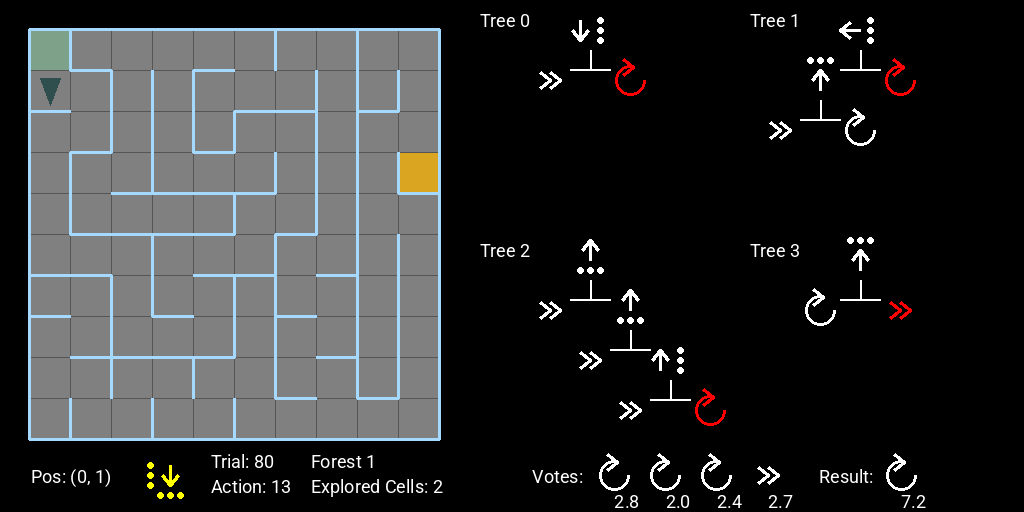 Tree 0
Tree 1
Tree 2
Tree 3
Pos: (0, 1)
Trial: 80
Forest 1
Action: 13
Explored Cells: 2
Votes:
2.8
2.0
2.4
2.7
Result:
7.2